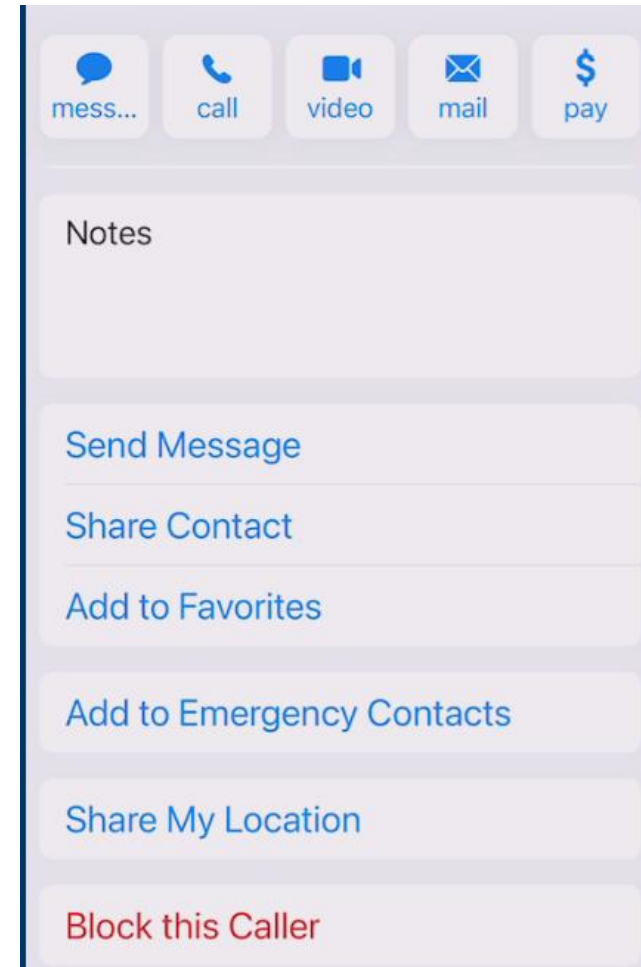 mess... call video mail $ pay
Notes
Send Message
Share Contact
Add to Favorites
Add to Emergency Contacts
Share My Location
Block this Caller